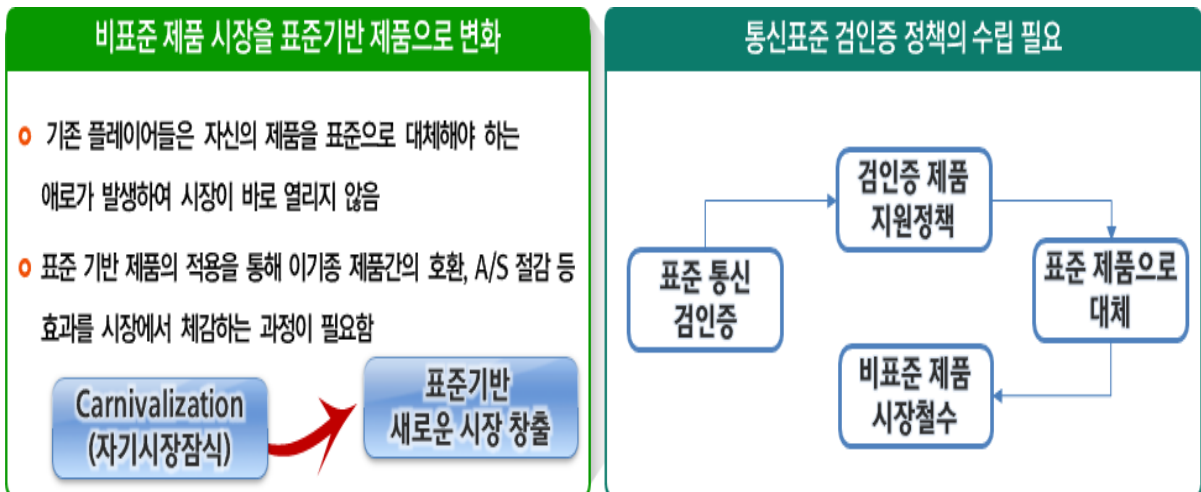 비표준 제품 시장을 표준기반 제품으로 변화
기존 플레이어들은 자신의 제품을 표준으로 대체해야 하는
애로가 발생하여 시장이 바로 열리지 않음
표준 기반 제품의 적용을 통해 이기종 제품간의 호환, A/S 절감 등
효과를 시장에서 체감하는 과정이 필요함
Carnivalization
(자기시장잠식)
표준기반
새로운 시장 창출
통신표준 검인증 정책의 수립 필요
표준 통신
검인증
검인증 제품
지원정책
표준 제품으로
대체
비표준 제품
시장철수